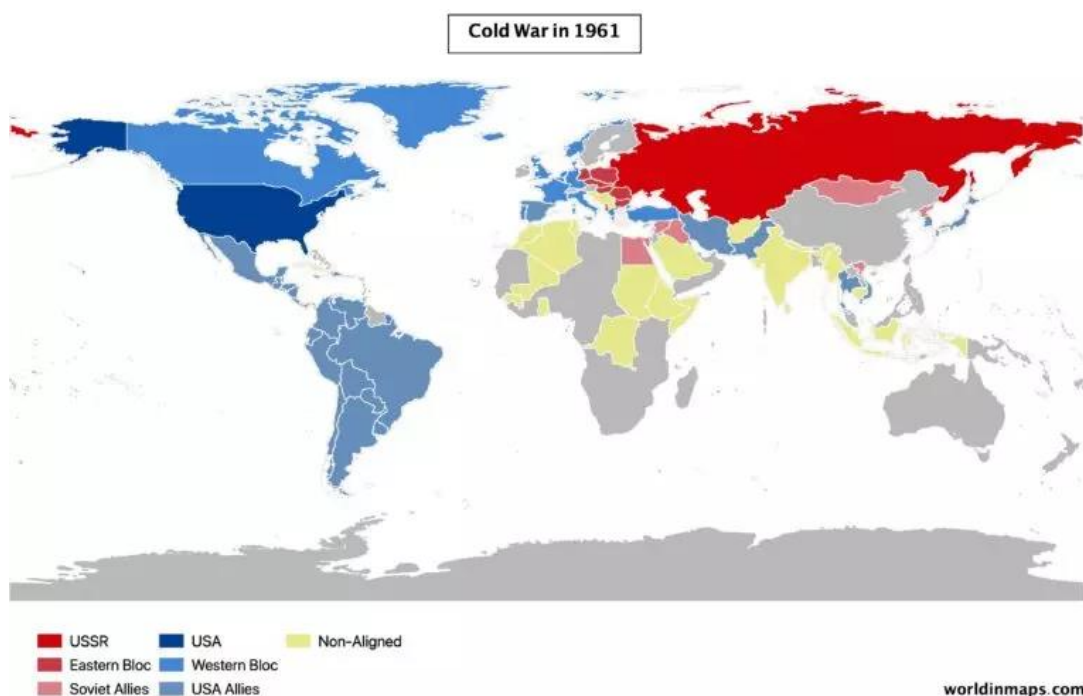 Cold War in 1961
USSR
USA
Non-Aligned
Eastern Bloc
Western Bloc
Soviet Allies
USA Allies
worldinmaps.com